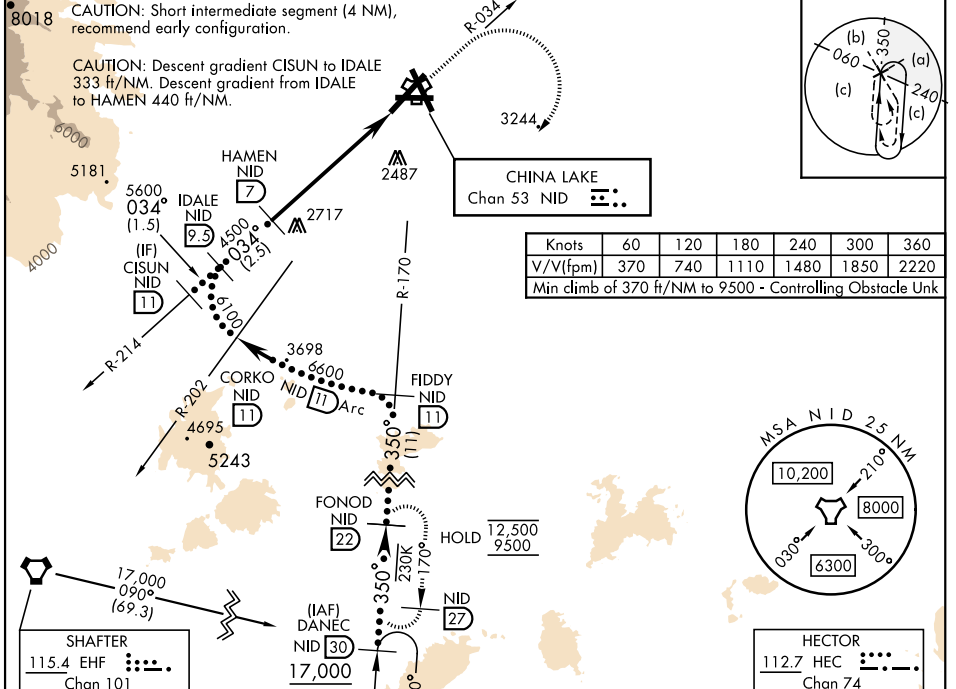 8018
CAUTION: Short intermediate segment (4 NM),
recommend early configuration.
CAUTION: Descent gradient CISUN to IDALE
333 ft/NM. Descent gradient from IDALE
to HAMEN 440 ft/NM.
R-034
3244
(b)
350
(a)
060
240
(c)
(c)
6000
5181
4000
HAMEN
NID
7
2487
CHINA LAKE
Chan 53 NID
5600
034°
(1.5)
IDALE
NID
9.5
4500
034°
(2.5)
2717
(IF)
CISUN
NID
11
6100
R-170
Knots 60 120 180 240 300 360
V/V(fpm) 370 740 1110 1480 1850 2220
Min climb of 370 ft/NM to 9500 - Controlling Obstacle Unk
R-214
R-202
3698
6600
CORKO
NID
11
NID 11 Arc
FIDDY
NID
11
4695
5243
350°
(11)
MSA NID 25 NM
10,200
210°
8000
030°
300°
6300
FONOD
NID
22
HOLD
12,500
9500
230K
170°
350°
NID
27
17,000
090°
(69.3)
(IAF)
DANEC
NID 30
17,000
SHAFTER
115.4 EHF
Chan 101
HECTOR
112.7 HEC
Chan 74